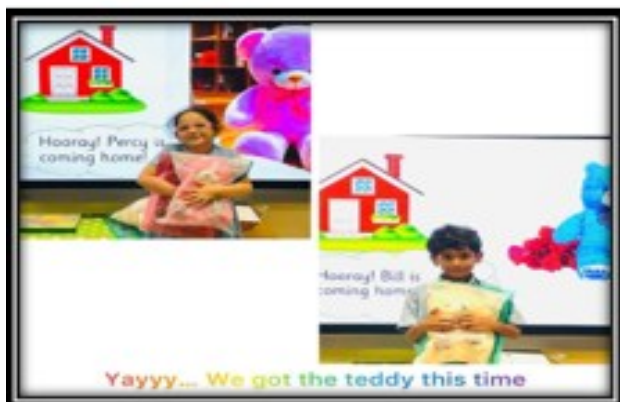 Hooray! Percy is
coming home!
Hooray! Bill is
coming home
Yayyy... We got the teddy this time